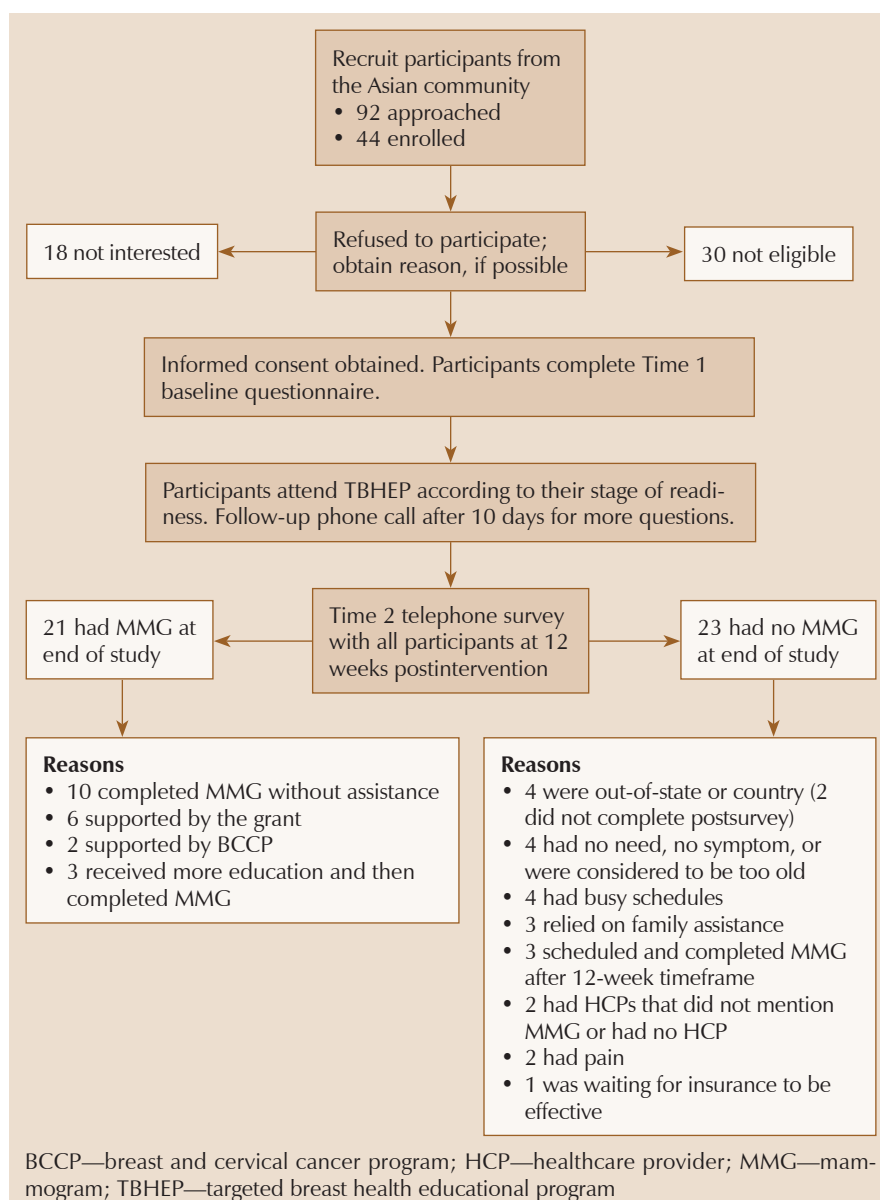 Recruit participants from
the Asian community
• 92 approached
• 44 enrolled
18 not interested
Refused to participate;
obtain reason, if possible
30 not eligible
Informed consent obtained. Participants complete Time 1
baseline questionnaire.
Participants attend TBHEP according to their stage of readi-
ness. Follow-up phone call after 10 days for more questions.
21 had MMG at
end of study
Time 2 telephone survey
with all participants at 12
weeks postintervention
23 had no MMG
at end of study
Reasons
• 10 completed MMG without assistance
• 6 supported by the grant
• 2 supported by BCCP
• 3 received more education and then
completed MMG
Reasons
• 4 were out-of-state or country (2
did not complete postsurvey)
• 4 had no need, no symptom, or
were considered to be too old
• 4 had busy schedules
• 3 relied on family assistance
• 3 scheduled and completed MMG
after 12-week timeframe
• 2 had HCPs that did not mention
MMG or had no HCP
• 2 had pain
• 1 was waiting for insurance to be
effective
BCCP—breast and cervical cancer program; HCP—healthcare provider; MMG—mam-
mogram; TBHEP—targeted breast health educational program